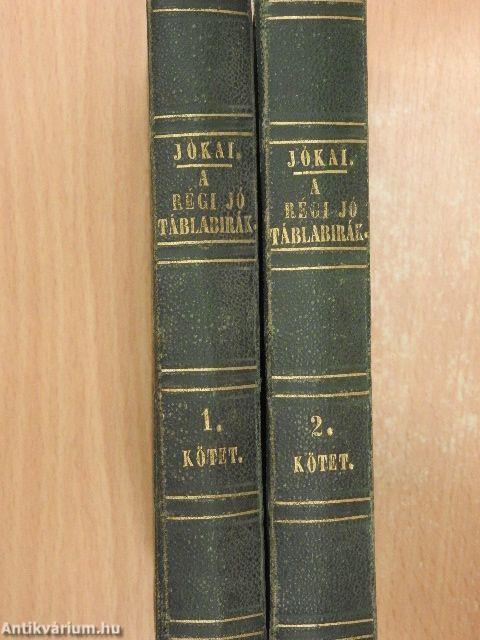 JÓKAI.
A
RÉGI JÓ
TÁBLABIRÁK.
1.
KÖTET.
JÓKAI.
A
RÉGI JÓ
TÁBLABIRÁK.
2.
KÖTET.
Antikvárium.hu